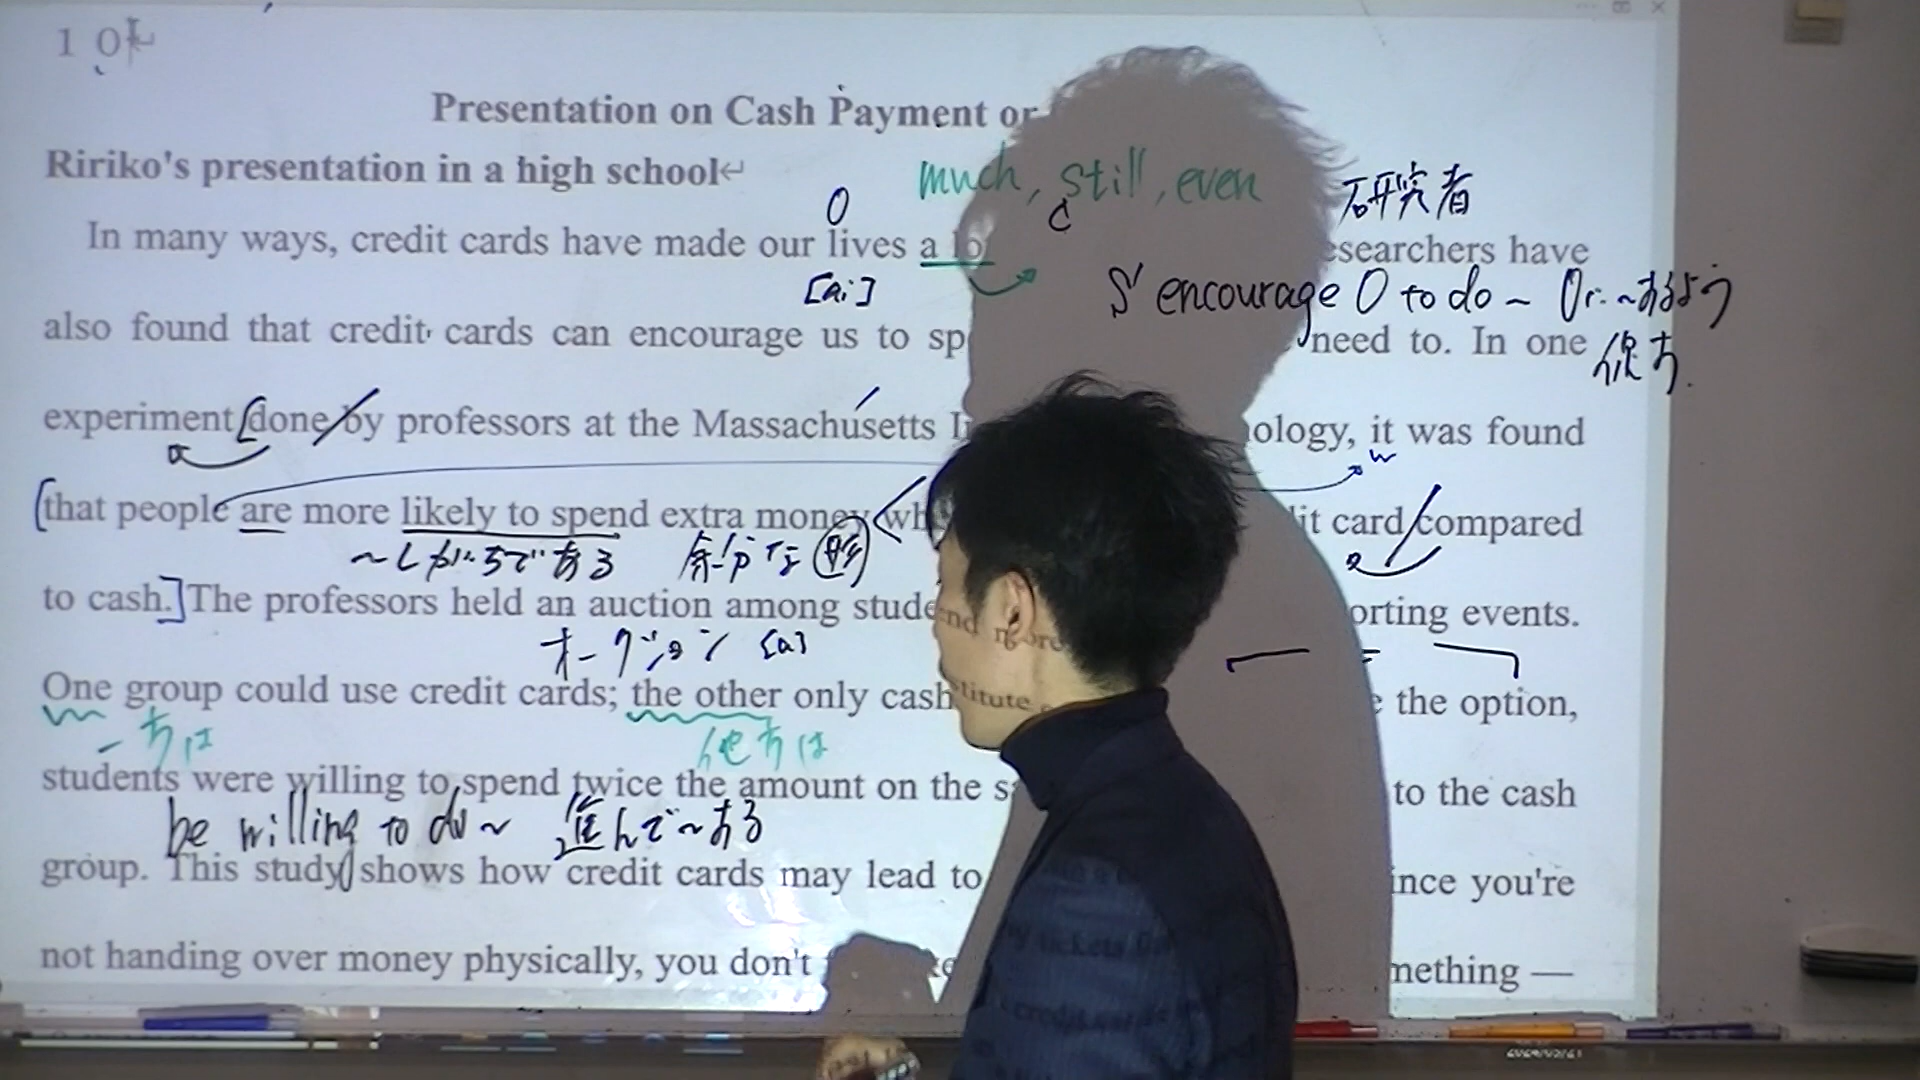 1 0
Presentation on Cash Payment or
Ririko's presentation in a high school
much, still, even
研究者
O
C
In many ways, credit cards have made our lives a lo searchers have
[ai]
S' encourage O to do ~ Oに~するよう
促す.
also found that credit cards can encourage us to sp need to. In one
experiment done by professors at the Massachusetts I ology, it was found
that people are more likely to spend extra money wh it card compared
~しがちである 余分な
to cash. The professors held an auction among stude orting events.
オークション [a]
One group could use credit cards; the other only cash the option,
一方は 他方は
students were willing to spend twice the amount on the s to the cash
be willing to do~ 進んで~する
group. This study shows how credit cards may lead to ince you're
not handing over money physically, you don't mething —